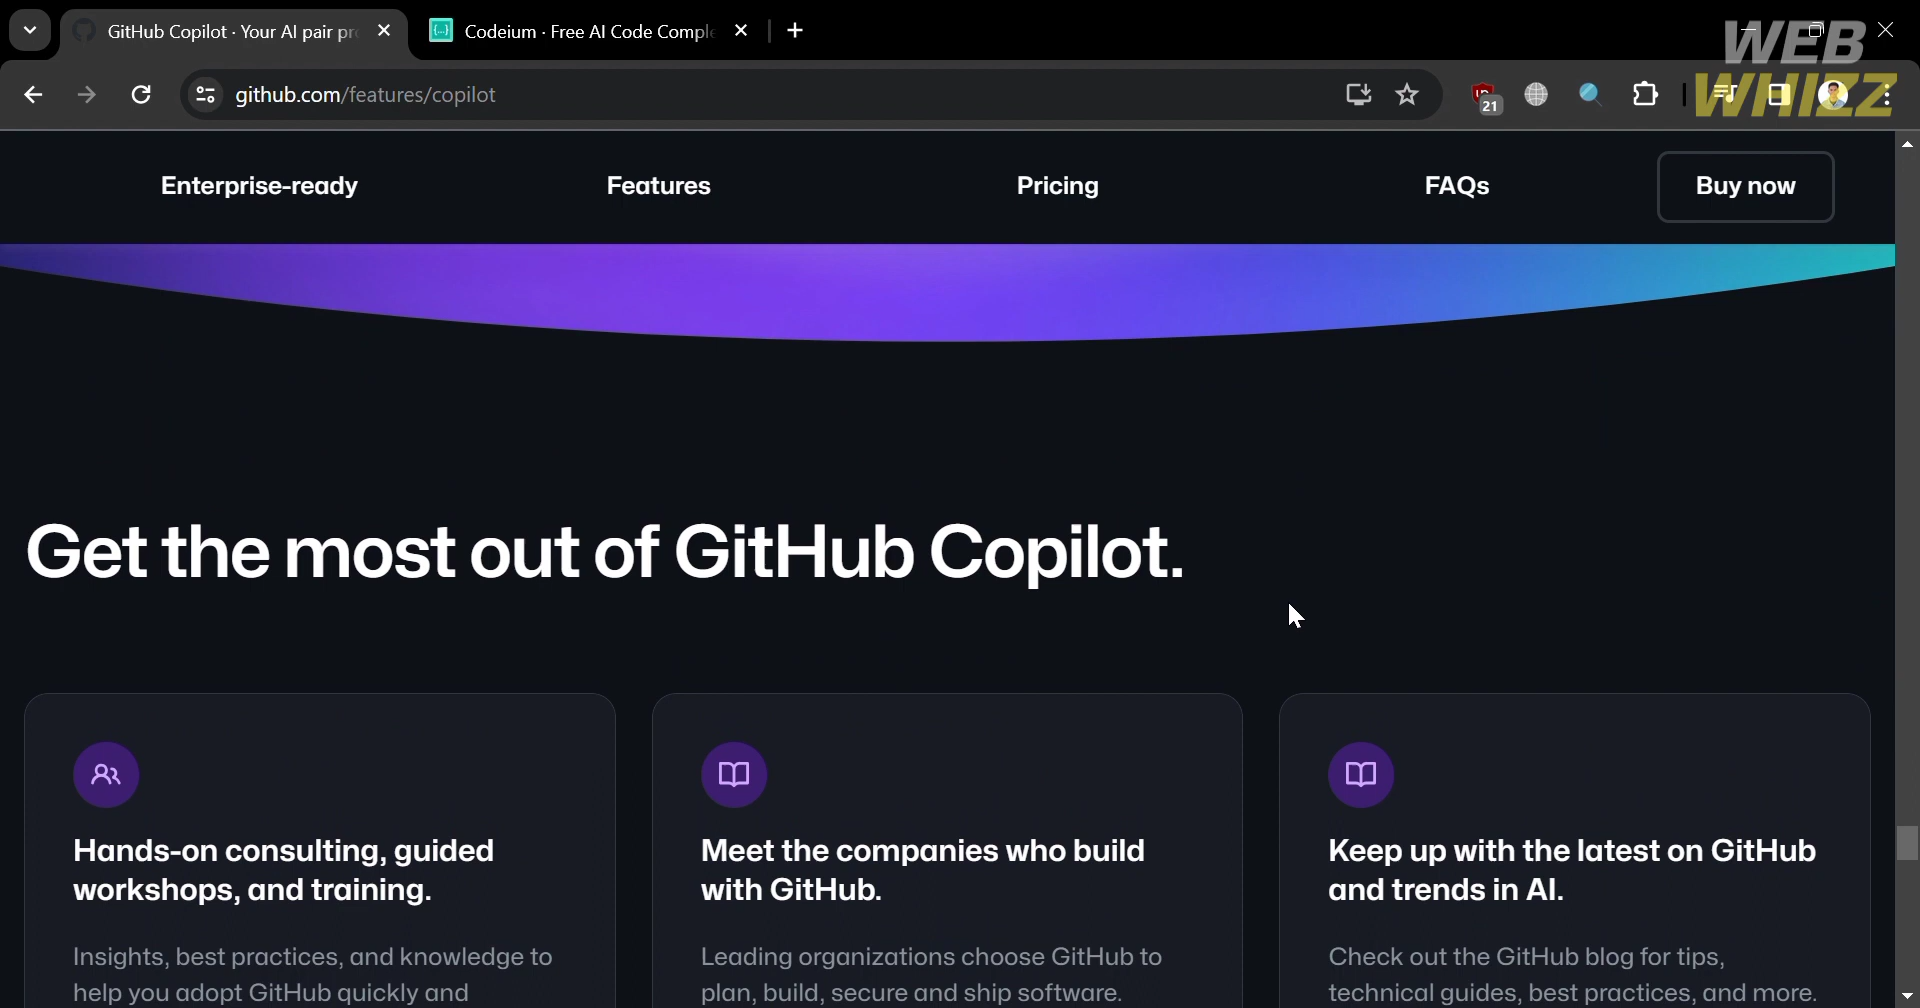 GitHub Copilot · Your AI pair pr
Codeium · Free AI Code Comple
WEB
WHIZZ
github.com/features/copilot
21
Enterprise-ready
Features
Pricing
FAQs
Buy now
Get the most out of GitHub Copilot.
Hands-on consulting, guided
workshops, and training.
Insights, best practices, and knowledge to
help you adopt GitHub quickly and
Meet the companies who build
with GitHub.
Leading organizations choose GitHub to
plan, build, secure and ship software.
Keep up with the latest on GitHub
and trends in AI.
Check out the GitHub blog for tips,
technical guides, best practices, and more.